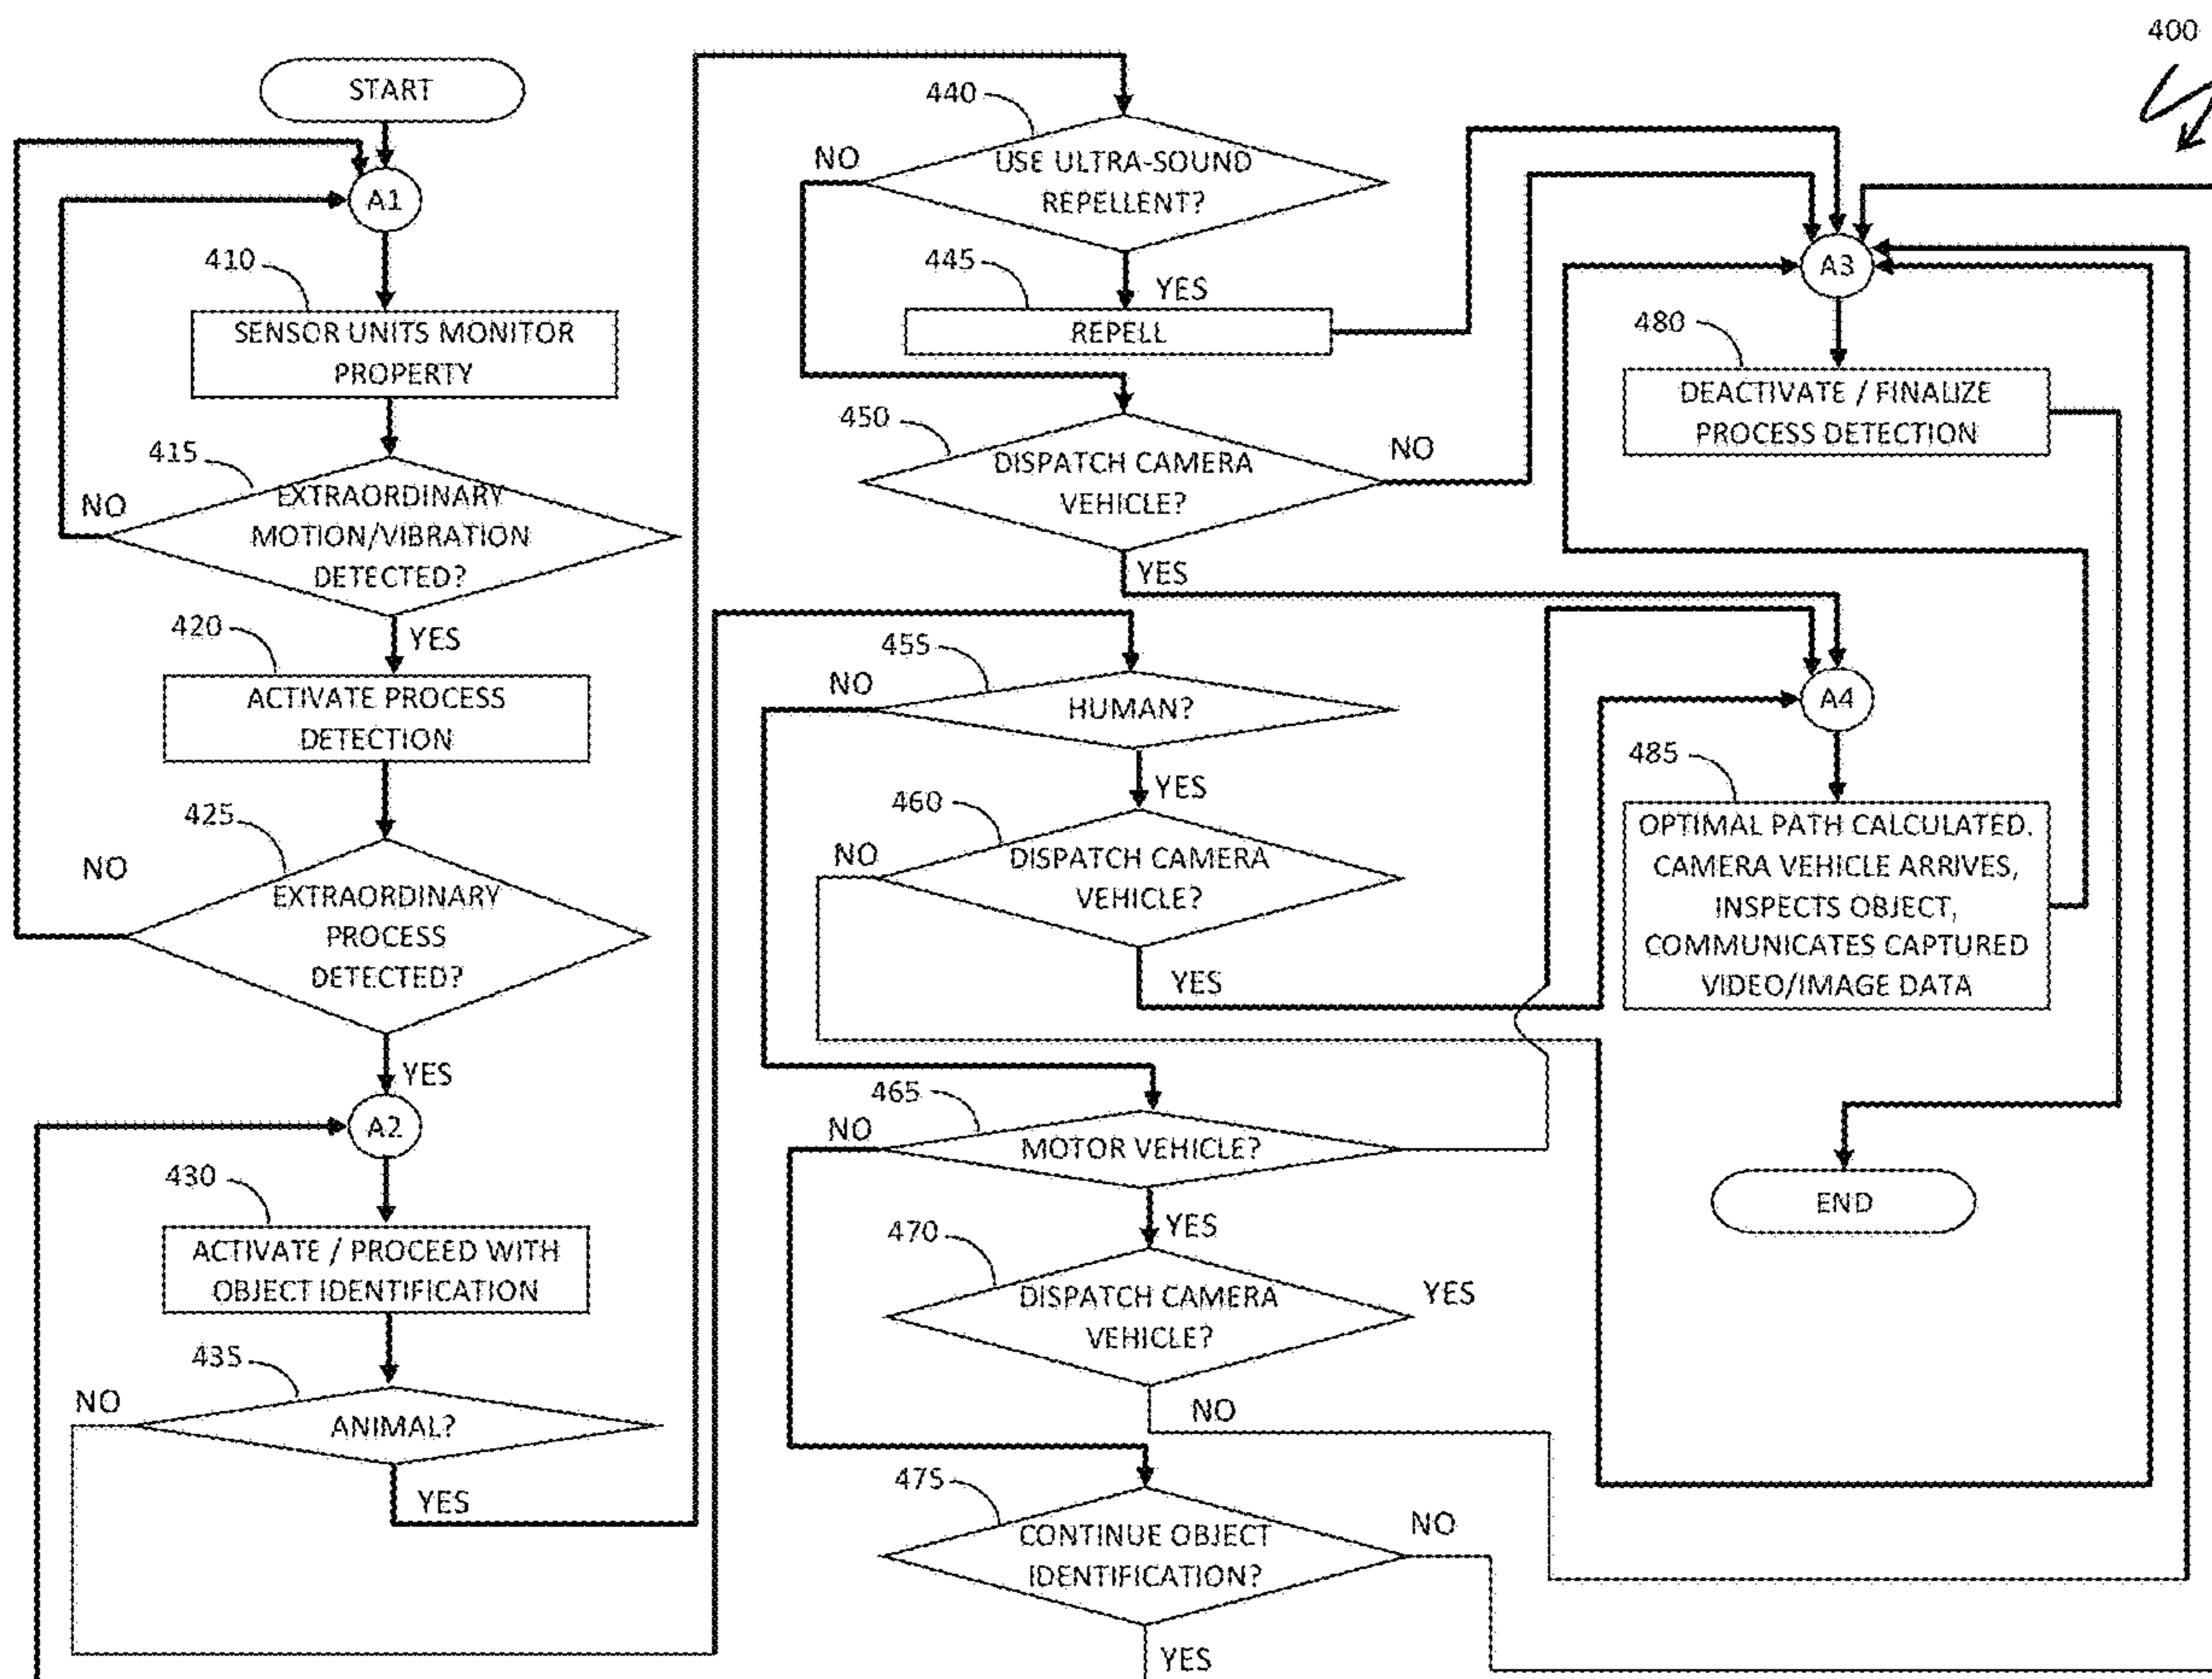 400
START
A1
410
SENSOR UNITS MONITOR
PROPERTY
415
NO
EXTRAORDINARY
MOTION/VIBRATION
DETECTED?
420
YES
ACTIVATE PROCESS
DETECTION
425
NO
EXTRAORDINARY
PROCESS
DETECTED?
YES
A2
430
ACTIVATE / PROCEED WITH
OBJECT IDENTIFICATION
435
NO
ANIMAL?
YES
440
NO
USE ULTRA-SOUND
REPELLENT?
445
YES
REPELL
450
DISPATCH CAMERA
VEHICLE?
NO
YES
455
NO
HUMAN?
YES
460
NO
DISPATCH CAMERA
VEHICLE?
YES
465
NO
MOTOR VEHICLE?
YES
470
DISPATCH CAMERA
VEHICLE?
YES
NO
475
CONTINUE OBJECT
IDENTIFICATION?
NO
YES
A3
480
DEACTIVATE / FINALIZE
PROCESS DETECTION
A4
485
OPTIMAL PATH CALCULATED.
CAMERA VEHICLE ARRIVES,
INSPECTS OBJECT,
COMMUNICATES CAPTURED
VIDEO/IMAGE DATA
END